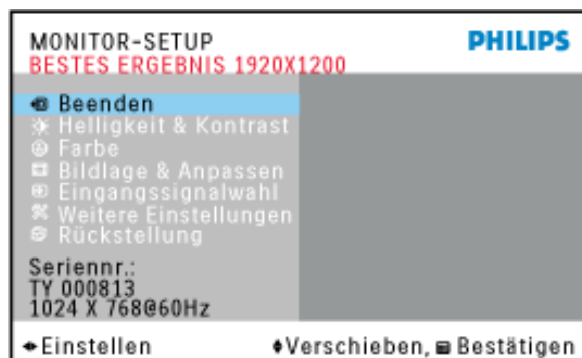 MONITOR-SETUP PHILIPS
BESTES ERGEBNIS 1920X1200
Beenden
Helligkeit & Kontrast
Farbe
Bildlage & Anpassen
Eingangssignalwahl
Weitere Einstellungen
Rückstellung
Seriennr.:
TY 000813
1024 X 768@60Hz
Einstellen Verschieben, Bestätigen